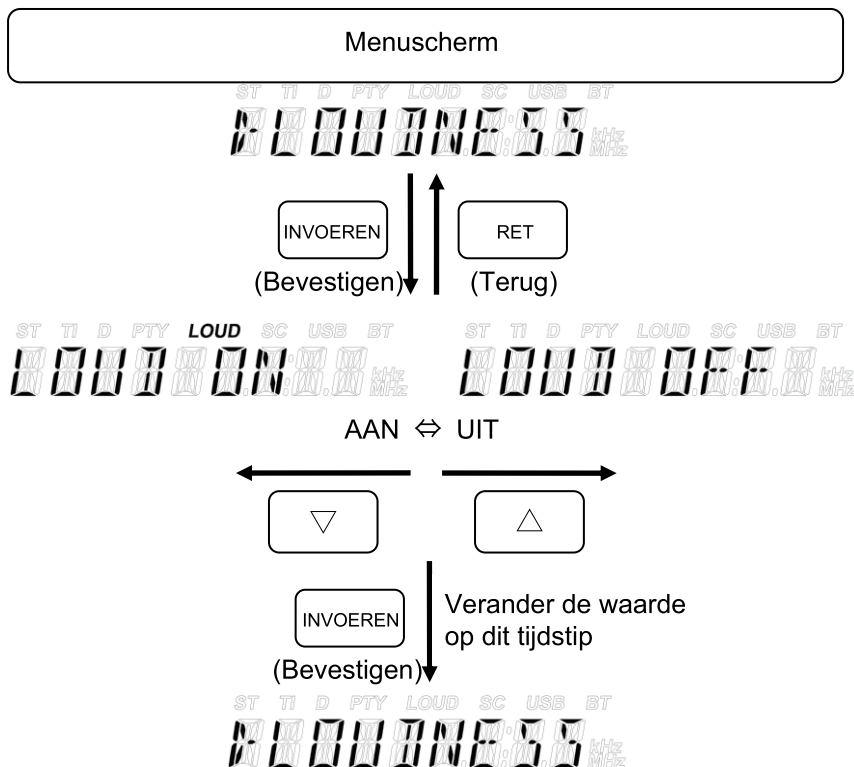 Menuscherm
ST TI D PTY LOUD SC USB BT
LOUDNESS kHz MHz
INVOEREN RET
(Bevestigen) (Terug)
ST TI D PTY LOUD SC USB BT
LOUD ON kHz MHz
ST TI D PTY LOUD SC USB BT
LOUD OFF kHz MHz
AAN ⇔ UIT
▽ △
INVOEREN
(Bevestigen)
Verander de waarde
op dit tijdstip
ST TI D PTY LOUD SC USB BT
LOUDNESS kHz MHz